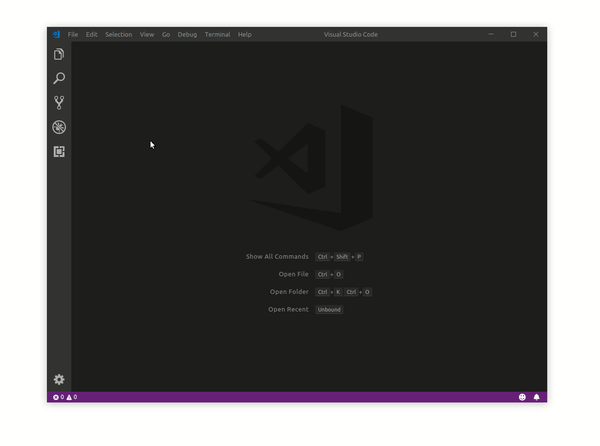 File Edit Selection View Go Debug Terminal Help Visual Studio Code
Show All Commands Ctrl + Shift + P
Open File Ctrl + O
Open Folder Ctrl + K Ctrl + O
Open Recent Unbound
0 0